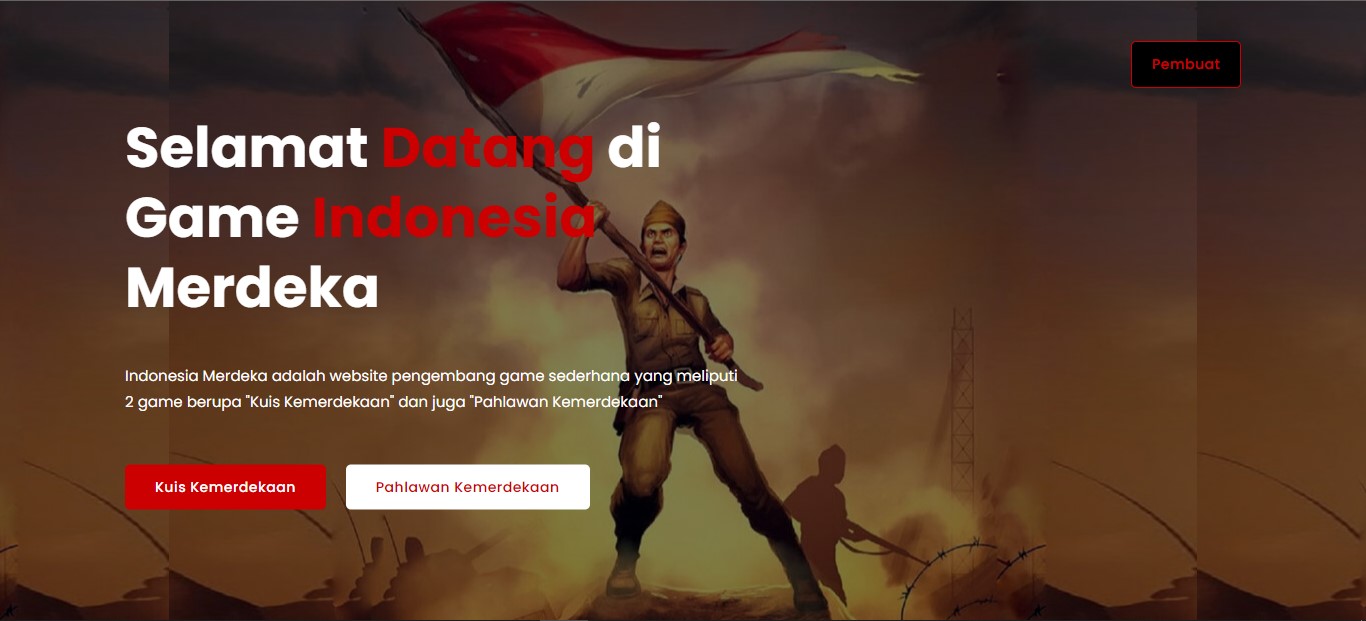 Pembuat
Selamat Datang di
Game Indonesia
Merdeka
Indonesia Merdeka adalah website pengembang game sederhana yang meliputi
2 game berupa "Kuis Kemerdekaan" dan juga "Pahlawan Kemerdekaan"
Kuis Kemerdekaan
Pahlawan Kemerdekaan